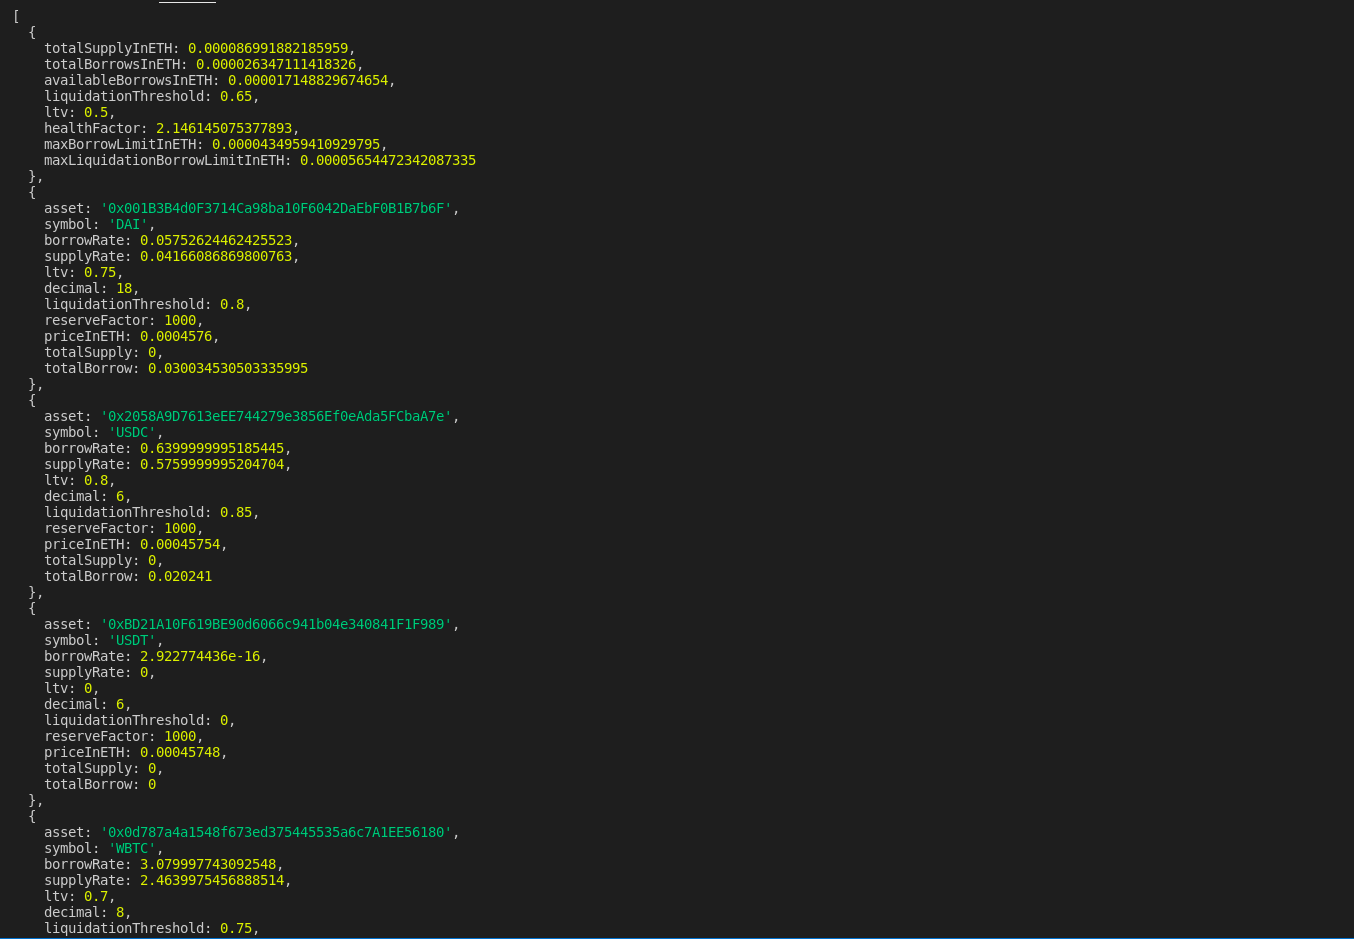 [
{
totalSupplyInETH: 0.000086991882185959,
totalBorrowsInETH: 0.000026347111418326,
availableBorrowsInETH: 0.000017148829674654,
liquidationThreshold: 0.65,
ltv: 0.5,
healthFactor: 2.146145075377893,
maxBorrowLimitInETH: 0.0000434959410929795,
maxLiquidationBorrowLimitInETH: 0.00005654472342087335
},
{
asset: '0x001B3B4d0F3714Ca98ba10F6042DaEbF0B1B7b6F',
symbol: 'DAI',
borrowRate: 0.05752624462425523,
supplyRate: 0.04166086869800763,
ltv: 0.75,
decimal: 18,
liquidationThreshold: 0.8,
reserveFactor: 1000,
priceInETH: 0.0004576,
totalSupply: 0,
totalBorrow: 0.030034530503335995
},
{
asset: '0x2058A9D7613eEE744279e3856Ef0eAda5FCbaA7e',
symbol: 'USDC',
borrowRate: 0.6399999995185445,
supplyRate: 0.5759999995204704,
ltv: 0.8,
decimal: 6,
liquidationThreshold: 0.85,
reserveFactor: 1000,
priceInETH: 0.00045754,
totalSupply: 0,
totalBorrow: 0.020241
},
{
asset: '0xBD21A10F619BE90d6066c941b04e340841F1F989',
symbol: 'USDT',
borrowRate: 2.922774436e-16,
supplyRate: 0,
ltv: 0,
decimal: 6,
liquidationThreshold: 0,
reserveFactor: 1000,
priceInETH: 0.00045748,
totalSupply: 0,
totalBorrow: 0
},
{
asset: '0x0d787a4a1548f673ed375445535a6c7A1EE56180',
symbol: 'WBTC',
borrowRate: 3.079997743092548,
supplyRate: 2.4639975456888514,
ltv: 0.7,
decimal: 8,
liquidationThreshold: 0.75,